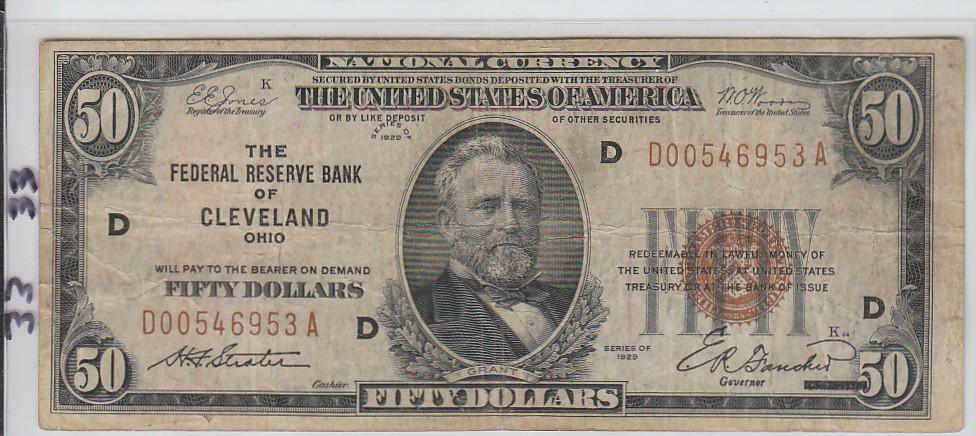 NATIONAL CURRENCY
SECURED BY UNITED STATES BONDS DEPOSITED WITH THE TREASURER OF
THE UNITED STATES OF AMERICA
OR BY LIKE DEPOSIT OF OTHER SECURITIES
SERIES OF
1929
50
K
E E Jones
Register of the Treasury
W.O. Woods
Treasurer of the United States
50
THE
FEDERAL RESERVE BANK
OF
CLEVELAND
OHIO
D
D D00546953A
WILL PAY TO THE BEARER ON DEMAND
FIFTY DOLLARS
D00546953A
D
FIFTY
REDEEMABLE IN LAWFUL MONEY OF
THE UNITED STATES AT UNITED STATES
TREASURY OR AT THE BANK OF ISSUE
D
K
SERIES OF
1929
50
H F Strater
Cashier
GRANT
E R Fancher
Governor
50
FIFTY DOLLARS
33 33